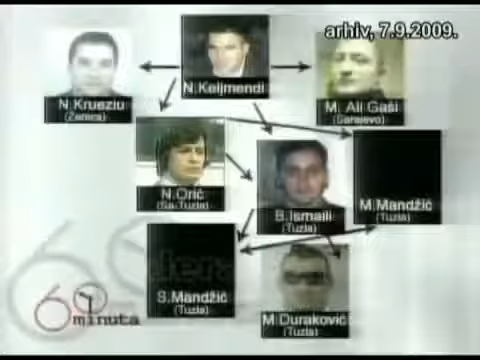 arhiv, 7.9.2009.
N.Keljmendi
N.Krueziu
(Zenica)
M. Ali Gaši
(Sarajevo)
N.Orić
(Sa-Tuzla)
B.Ismaili
(Tuzla)
M.Mandžić
(Tuzla)
S.Mandžić
(Tuzla)
M.Duraković
(Tuzla)
60
minuta